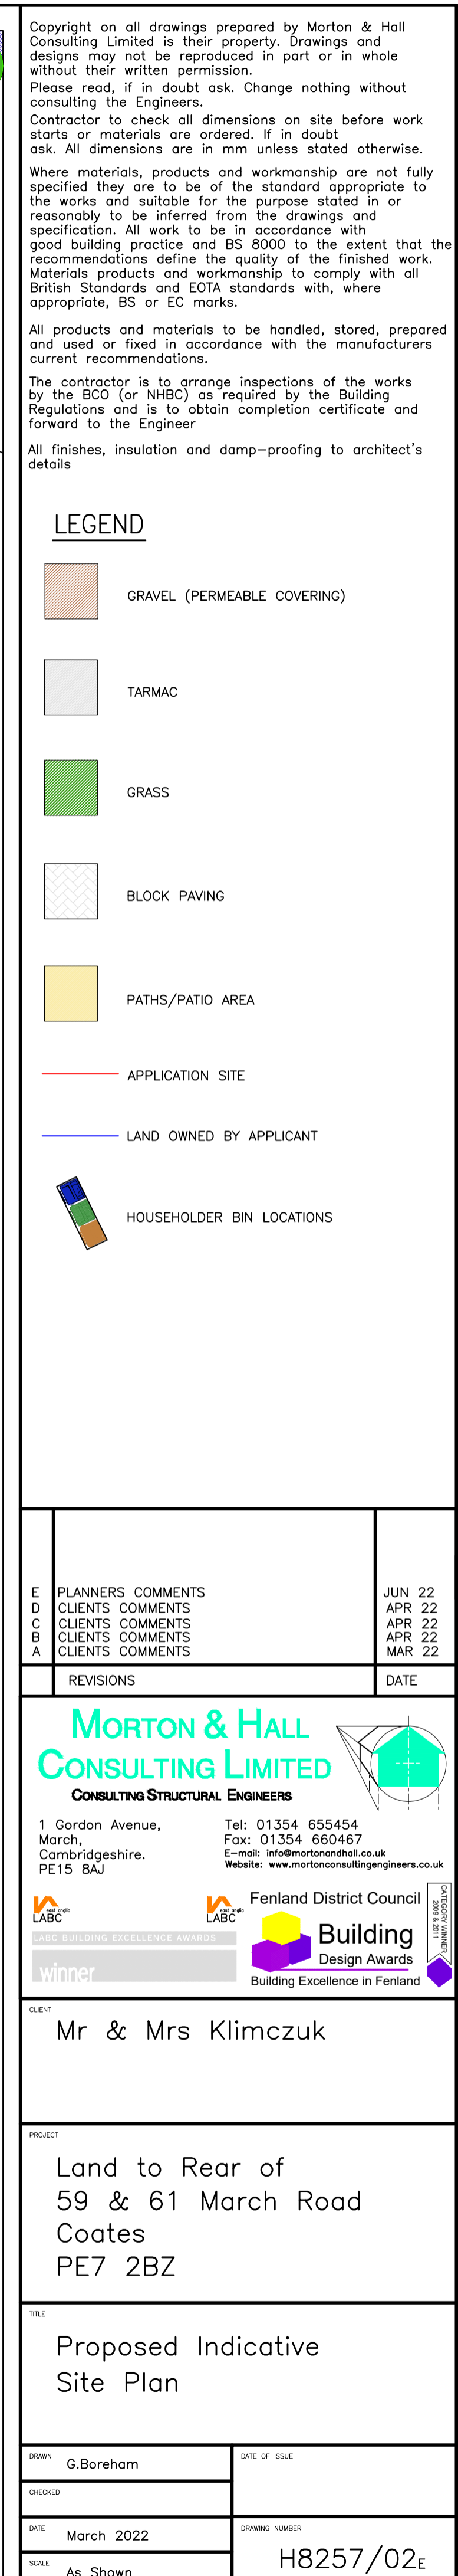 Copyright on all drawings prepared by Morton & Hall
Consulting Limited is their property. Drawings and
designs may not be reproduced in part or in whole
without their written permission.
Please read, if in doubt ask. Change nothing without
consulting the Engineers.
Contractor to check all dimensions on site before work
starts or materials are ordered. If in doubt
ask. All dimensions are in mm unless stated otherwise.
Where materials, products and workmanship are not fully
specified they are to be of the standard appropriate to
the works and suitable for the purpose stated in or
reasonably to be inferred from the drawings and
specification. All work to be in accordance with
good building practice and BS 8000 to the extent that the
recommendations define the quality of the finished work.
Materials products and workmanship to comply with all
British Standards and EOTA standards with, where
appropriate, BS or EC marks.
All products and materials to be handled, stored, prepared
and used or fixed in accordance with the manufacturers
current recommendations.
The contractor is to arrange inspections of the works
by the BCO (or NHBC) as required by the Building
Regulations and is to obtain completion certificate and
forward to the Engineer
All finishes, insulation and damp-proofing to architect's
details
LEGEND
GRAVEL (PERMEABLE COVERING)
TARMAC
GRASS
BLOCK PAVING
PATHS/PATIO AREA
APPLICATION SITE
LAND OWNED BY APPLICANT
HOUSEHOLDER BIN LOCATIONS
E PLANNERS COMMENTS JUN 22
D CLIENTS COMMENTS APR 22
C CLIENTS COMMENTS APR 22
B CLIENTS COMMENTS APR 22
A CLIENTS COMMENTS MAR 22
REVISIONS DATE
MORTON & HALL
CONSULTING LIMITED
CONSULTING STRUCTURAL ENGINEERS
1 Gordon Avenue,
March,
Cambridgeshire.
PE15 8AJ
Tel: 01354 655454
Fax: 01354 660467
E-mail: info@mortonandhall.co.uk
Website: www.mortonconsultingengineers.co.uk
east anglia
LABC
east anglia
LABC
LABC BUILDING EXCELLENCE AWARDS
winner
Fenland District Council
Building
Design Awards
Building Excellence in Fenland
CATEGORY WINNER
2009 & 2011
CLIENT
Mr & Mrs Klimczuk
PROJECT
Land to Rear of
59 & 61 March Road
Coates
PE7 2BZ
TITLE
Proposed Indicative
Site Plan
DRAWN G.Boreham
CHECKED
DATE March 2022
SCALE As Shown
DATE OF ISSUE
DRAWING NUMBER
H8257/02E